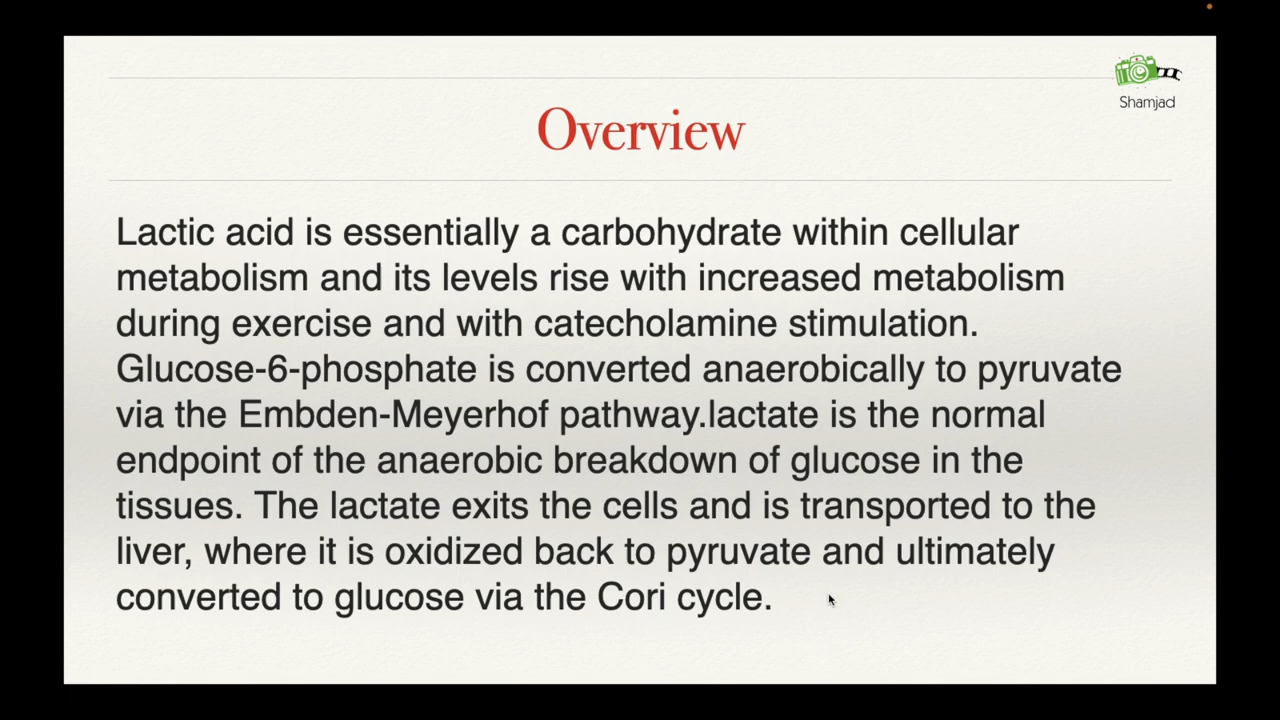 Shamjad
Overview
Lactic acid is essentially a carbohydrate within cellular
metabolism and its levels rise with increased metabolism
during exercise and with catecholamine stimulation.
Glucose-6-phosphate is converted anaerobically to pyruvate
via the Embden-Meyerhof pathway.lactate is the normal
endpoint of the anaerobic breakdown of glucose in the
tissues. The lactate exits the cells and is transported to the
liver, where it is oxidized back to pyruvate and ultimately
converted to glucose via the Cori cycle.